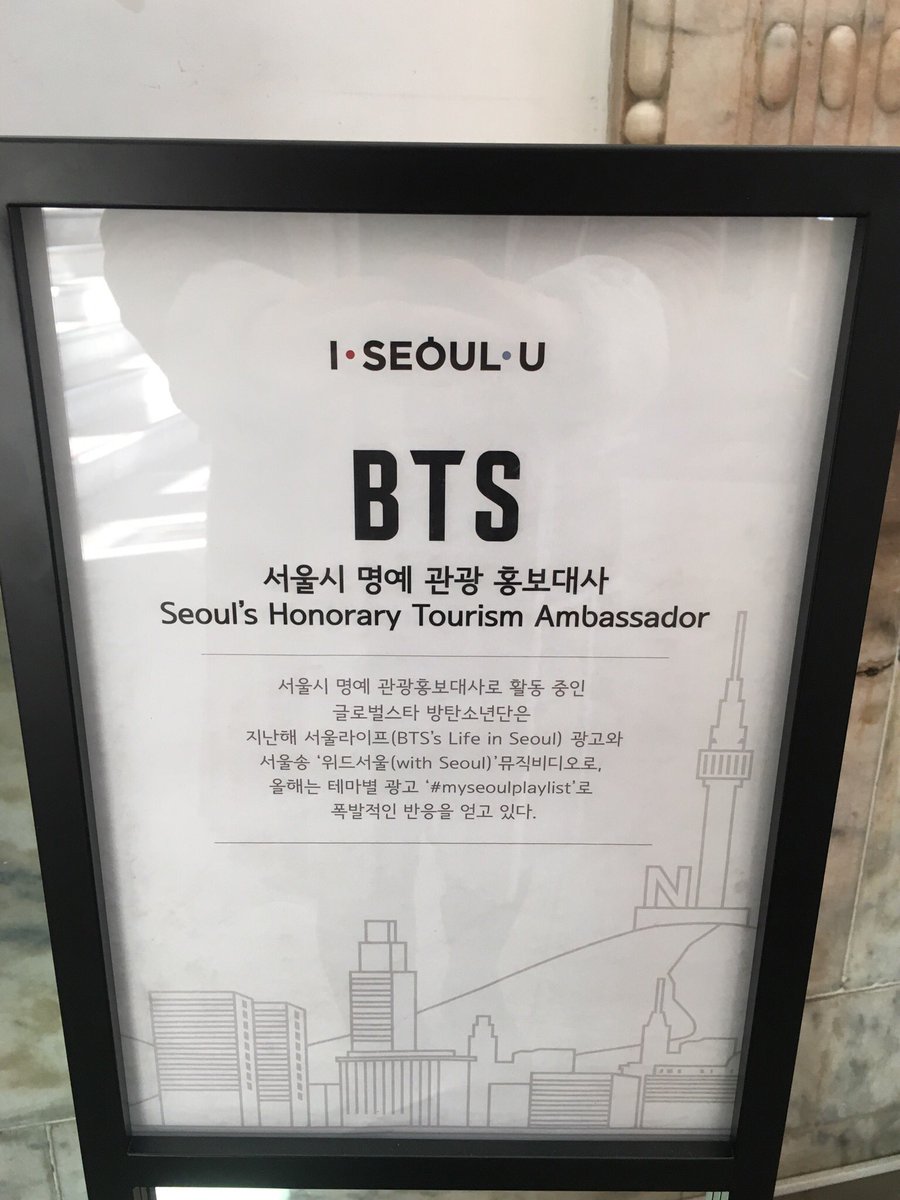 I·SEOUL·U
BTS
서울시 명예 관광 홍보대사
Seoul's Honorary Tourism Ambassador
서울시 명예 관광홍보대사로 활동 중인
글로벌스타 방탄소년단은
지난해 서울라이프(BTS's Life in Seoul) 광고와
서울송 '위드서울(with Seoul)'뮤직비디오로,
올해는 테마별 광고 '#myseoulplaylist'로
폭발적인 반응을 얻고 있다.
N